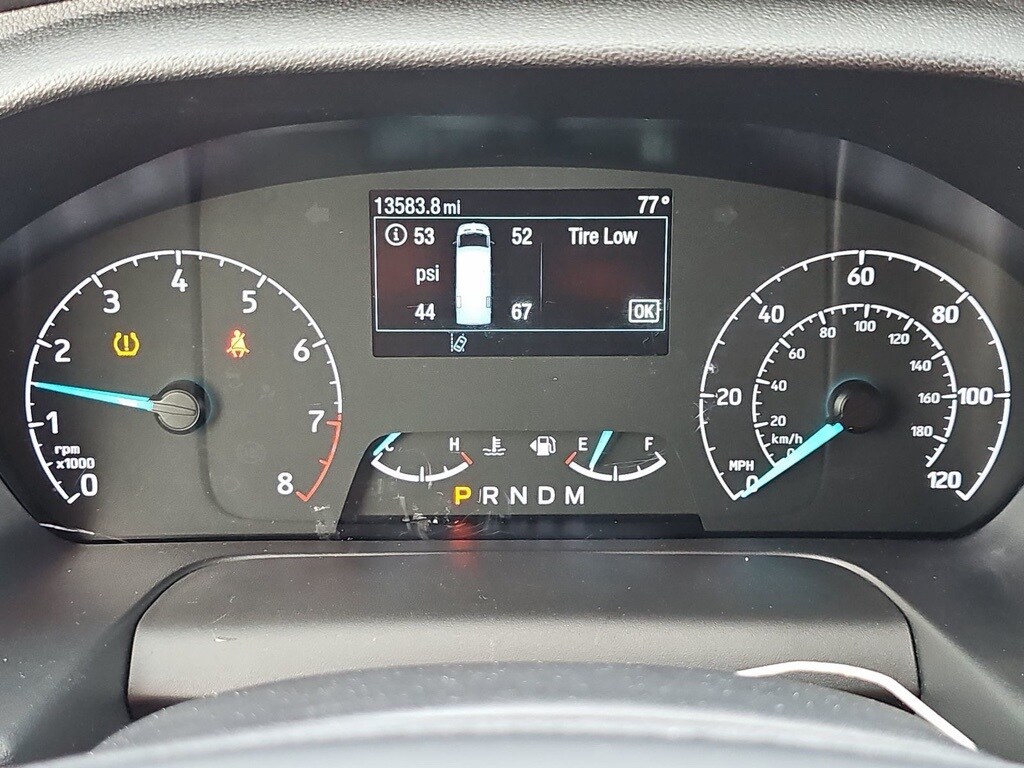 13583.8 mi 77°
53 52 Tire Low
psi
44 67 OK
0 1 2 3 4 5 6 7 8
rpm
x1000
0 20 40 60 80 100 120
MPH
0 20 40 60 80 100 120 140 160 180
km/h
C H E F
P R N D M